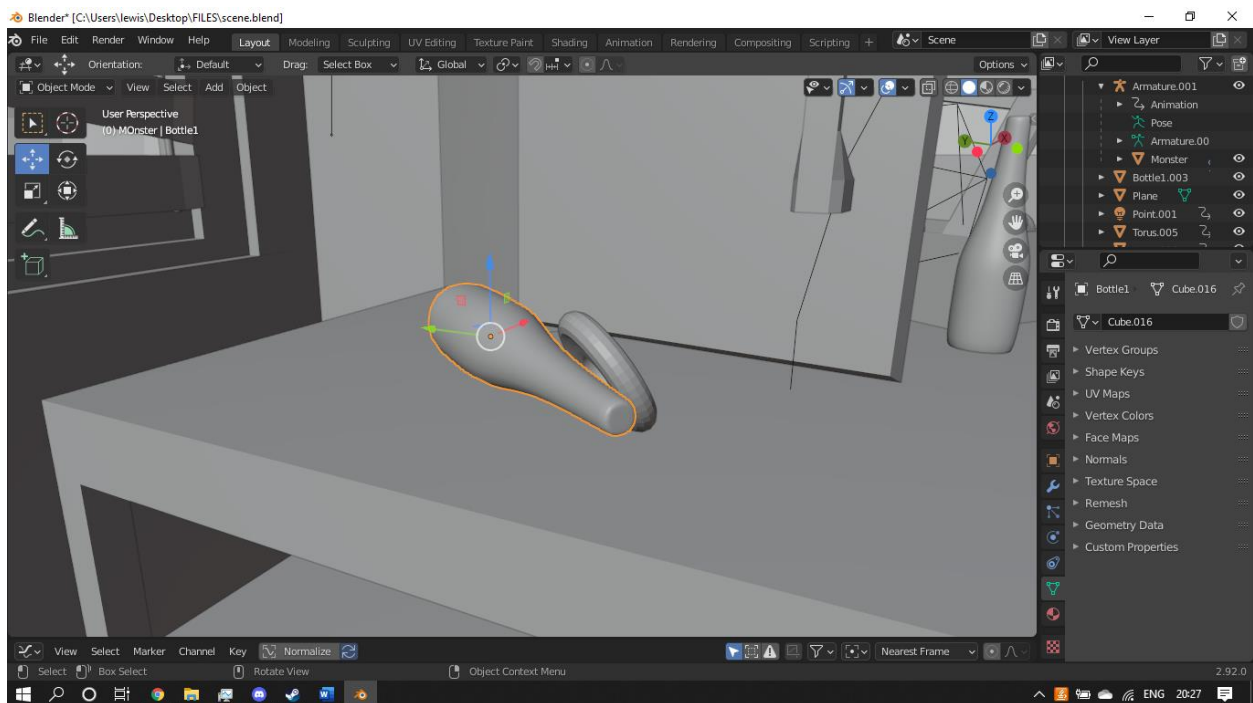 Blender* [C:\Users\lewis\Desktop\FILES\scene.blend]
File Edit Render Window Help Layout Modeling Sculpting UV Editing Texture Paint Shading Animation Rendering Compositing Scripting + Scene View Layer
Orientation: Default Drag: Select Box Global Options
Object Mode View Select Add Object
User Perspective
(0) MOnster | Bottle1
Z
Y
X
Armature.001
Animation
Pose
Armature.00
Monster
Bottle1.003
Plane
Point.001
Torus.005
Bottle1 Cube.016
Cube.016
Vertex Groups
Shape Keys
UV Maps
Vertex Colors
Face Maps
Normals
Texture Space
Remesh
Geometry Data
Custom Properties
View Select Marker Channel Key Normalize Nearest Frame
Select Box Select Rotate View Object Context Menu 2.92.0
ENG 20:27